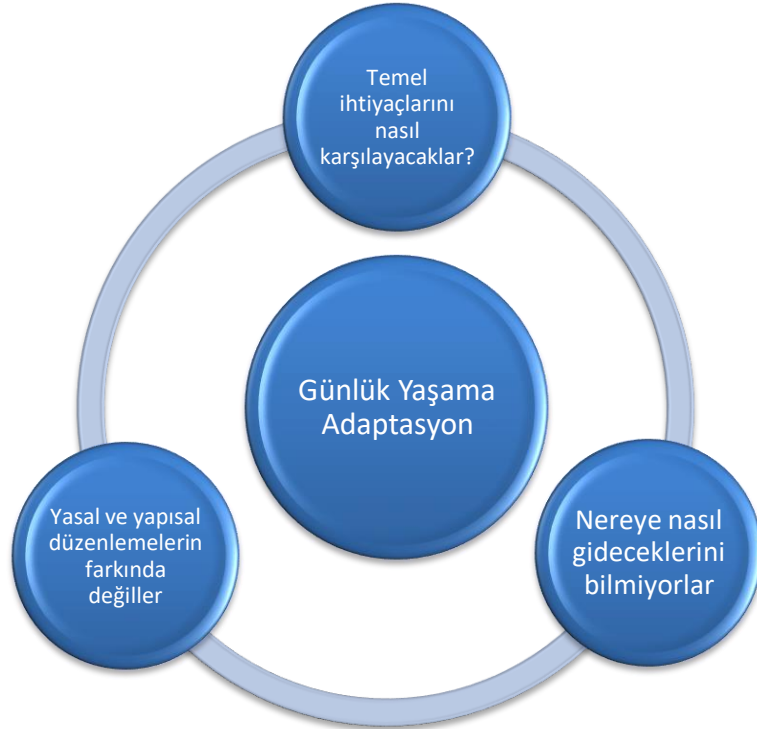 Temel
ihtiyaçlarını
nasıl
karşılayacaklar?
Günlük Yaşama
Adaptasyon
Yasal ve yapısal
düzenlemelerin
farkında
değiller
Nereye nasıl
gideceklerini
bilmiyorlar